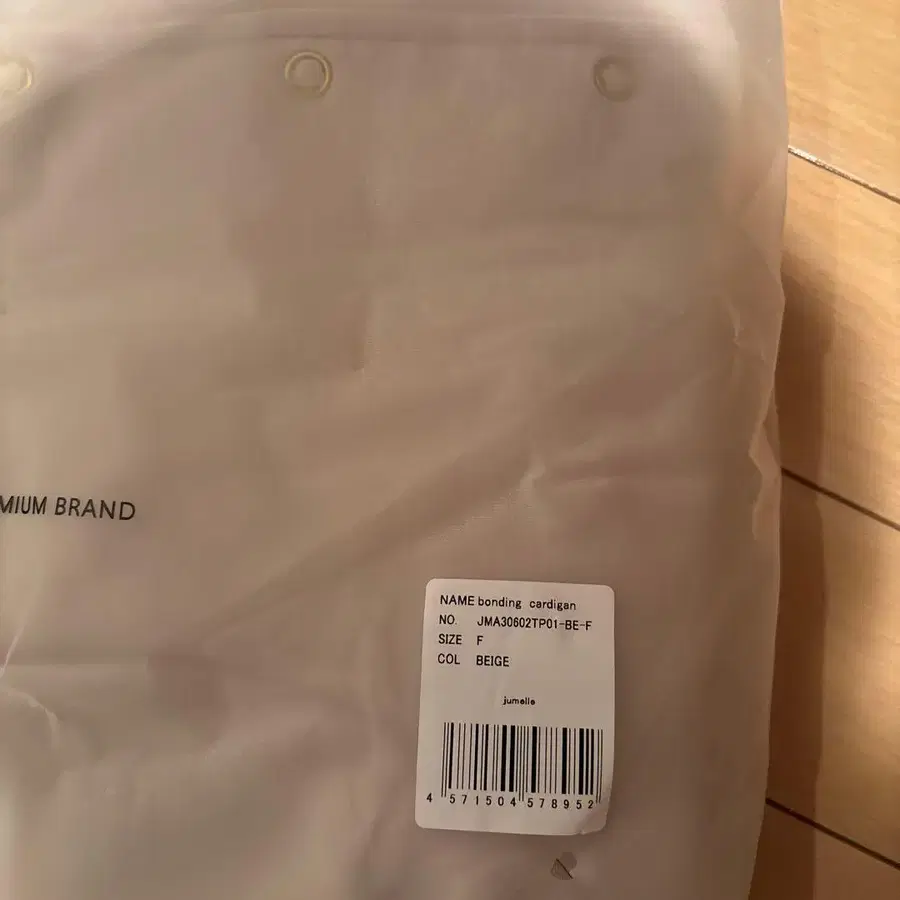 MIUM BRAND
NAME bonding cardigan
NO. JMA30602TP01-BE-F
SIZE F
COL BEIGE
jumelle
4 571504 578952